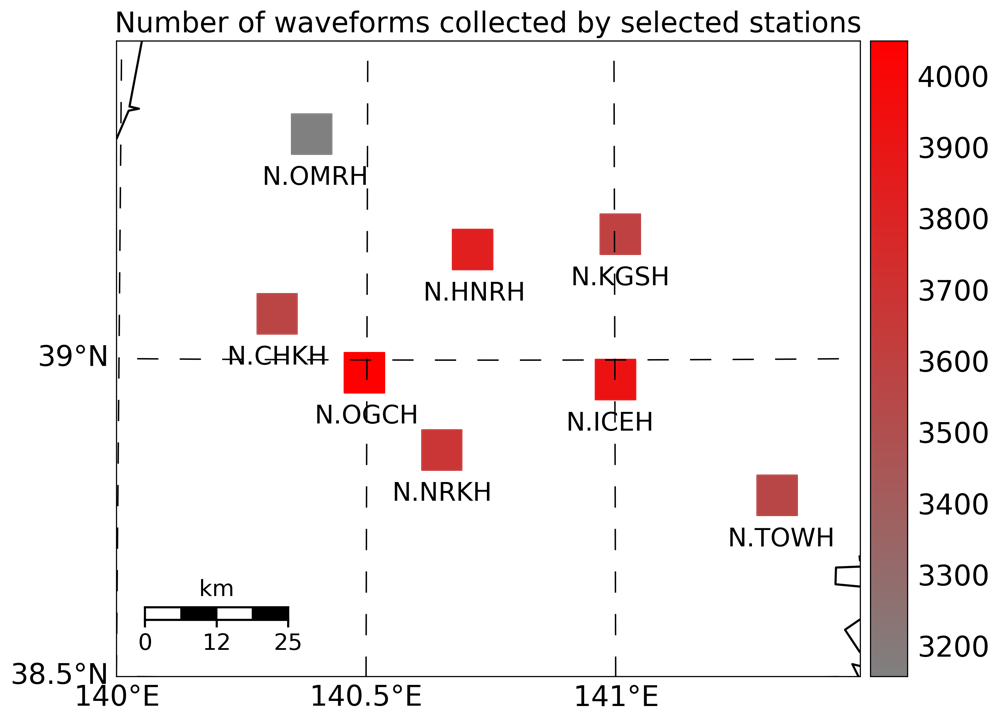 Number of waveforms collected by selected stations
4000
N.OMRH
3900
3800
N.KGSH
N.HNRH
3700
39°N
N.CHKH
3600
N.OGCH
N.ICEH
3500
N.NRKH
3400
N.TOWH
km
3300
0 12 25
3200
38.5°N
140°E 140.5°E 141°E